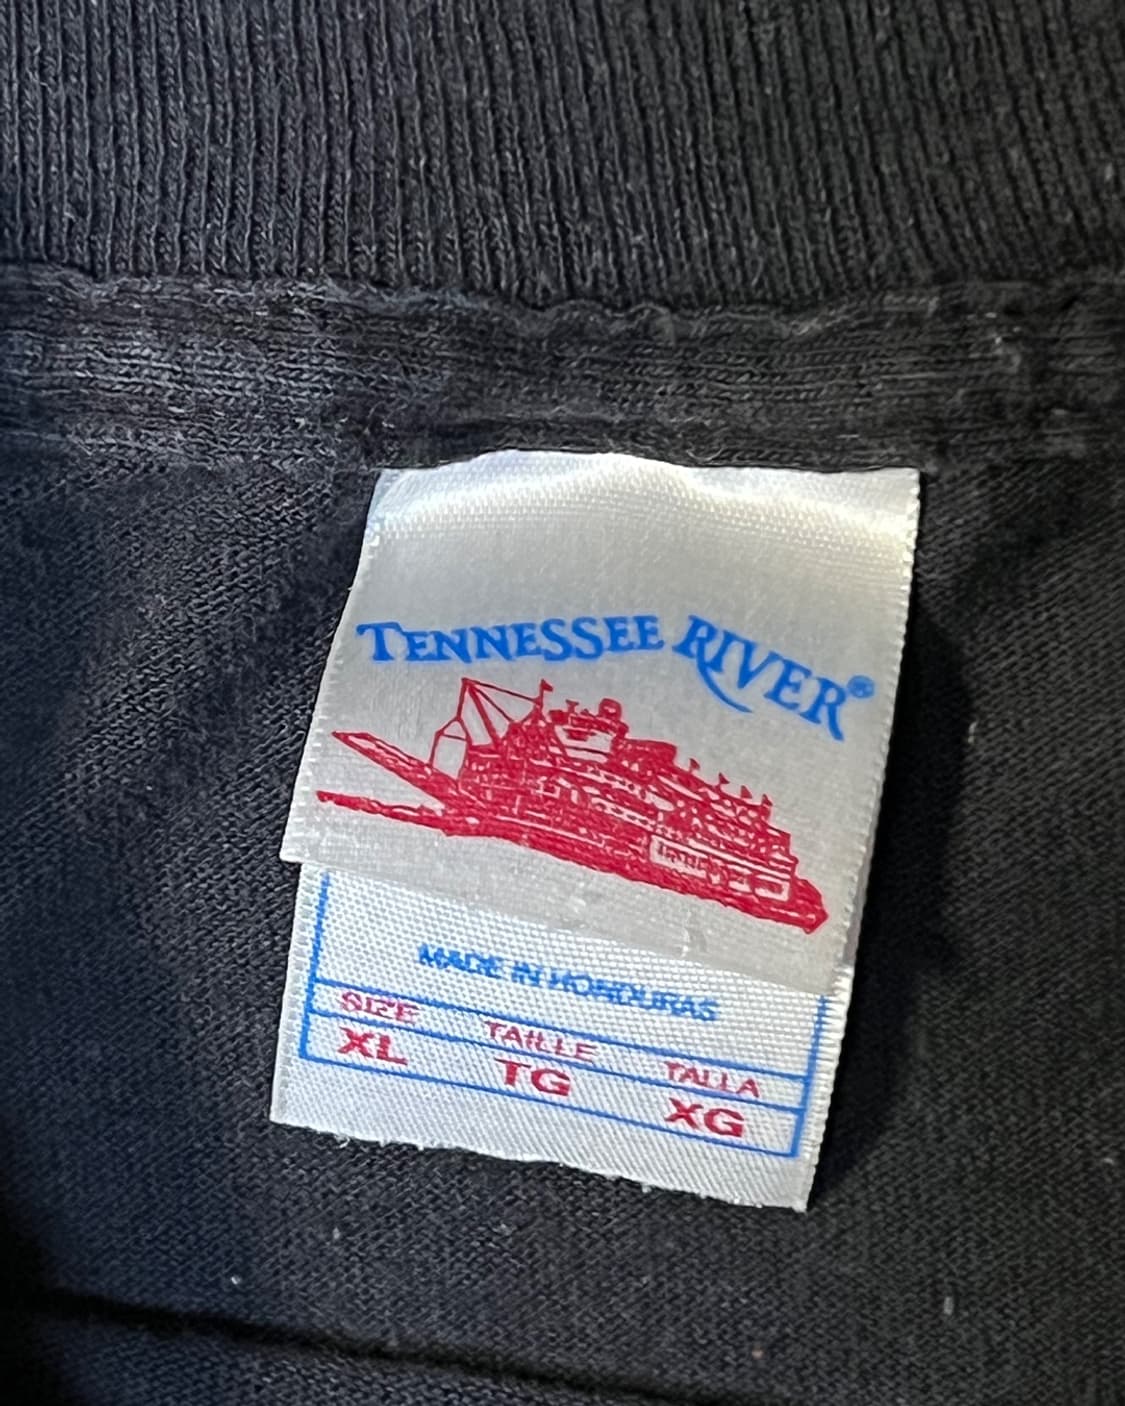 TENNESSEE RIVER®
MADE IN HONDURAS
SIZE TAILLE TALLA
XL TG XG